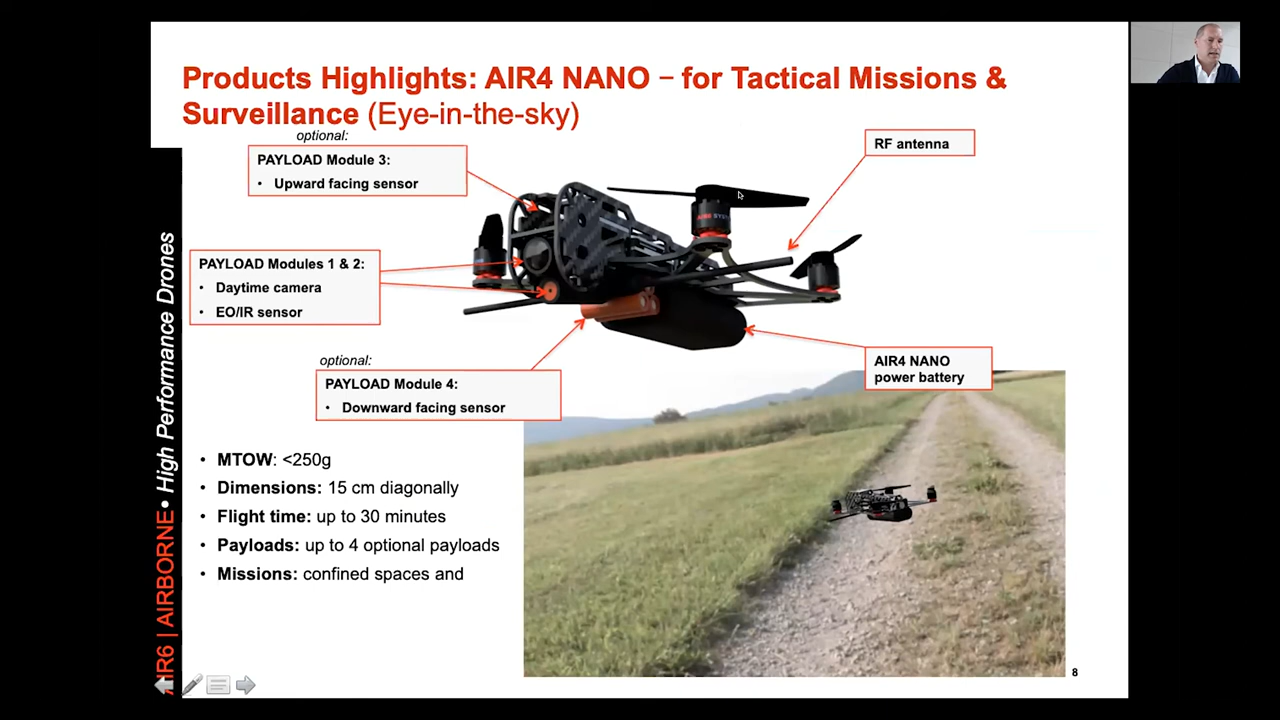 Products Highlights: AIR4 NANO – for Tactical Missions &
Surveillance (Eye-in-the-sky)
optional:
PAYLOAD Module 3:
• Upward facing sensor
RF antenna
PAYLOAD Modules 1 & 2:
• Daytime camera
• EO/IR sensor
optional:
PAYLOAD Module 4:
• Downward facing sensor
AIR4 NANO
power battery
• MTOW: <250g
• Dimensions: 15 cm diagonally
• Flight time: up to 30 minutes
• Payloads: up to 4 optional payloads
• Missions: confined spaces and
AIR6 | AIRBORNE • High Performance Drones
8